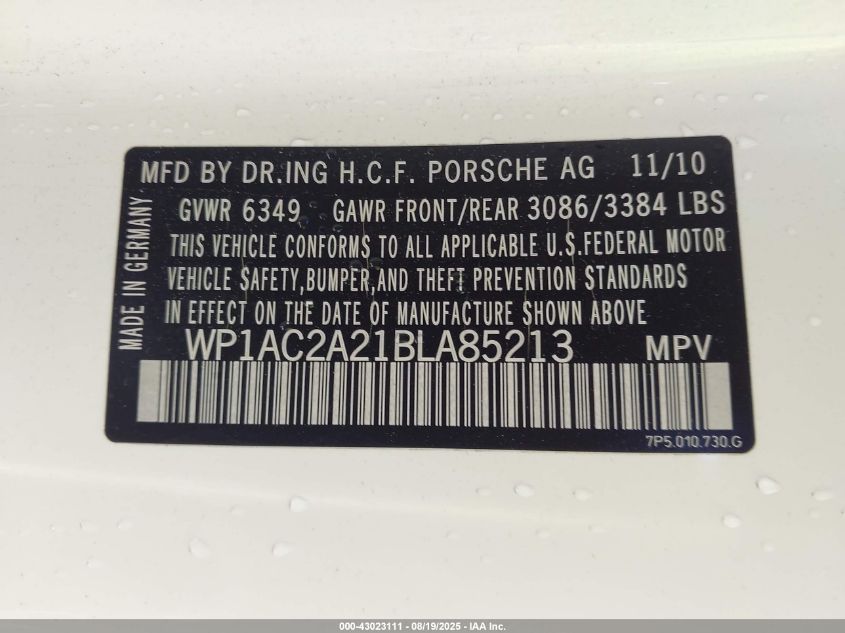 MFD BY DR.ING H.C.F. PORSCHE AG 11/10
GVWR 6349 GAWR FRONT/REAR 3086/3384 LBS
THIS VEHICLE CONFORMS TO ALL APPLICABLE U.S.FEDERAL MOTOR
VEHICLE SAFETY,BUMPER,AND THEFT PREVENTION STANDARDS
IN EFFECT ON THE DATE OF MANUFACTURE SHOWN ABOVE
MADE IN GERMANY
WP1AC2A21BLA85213 MPV
7P5.010.730.G
000-43023111 - 08/19/2025 - IAA Inc.